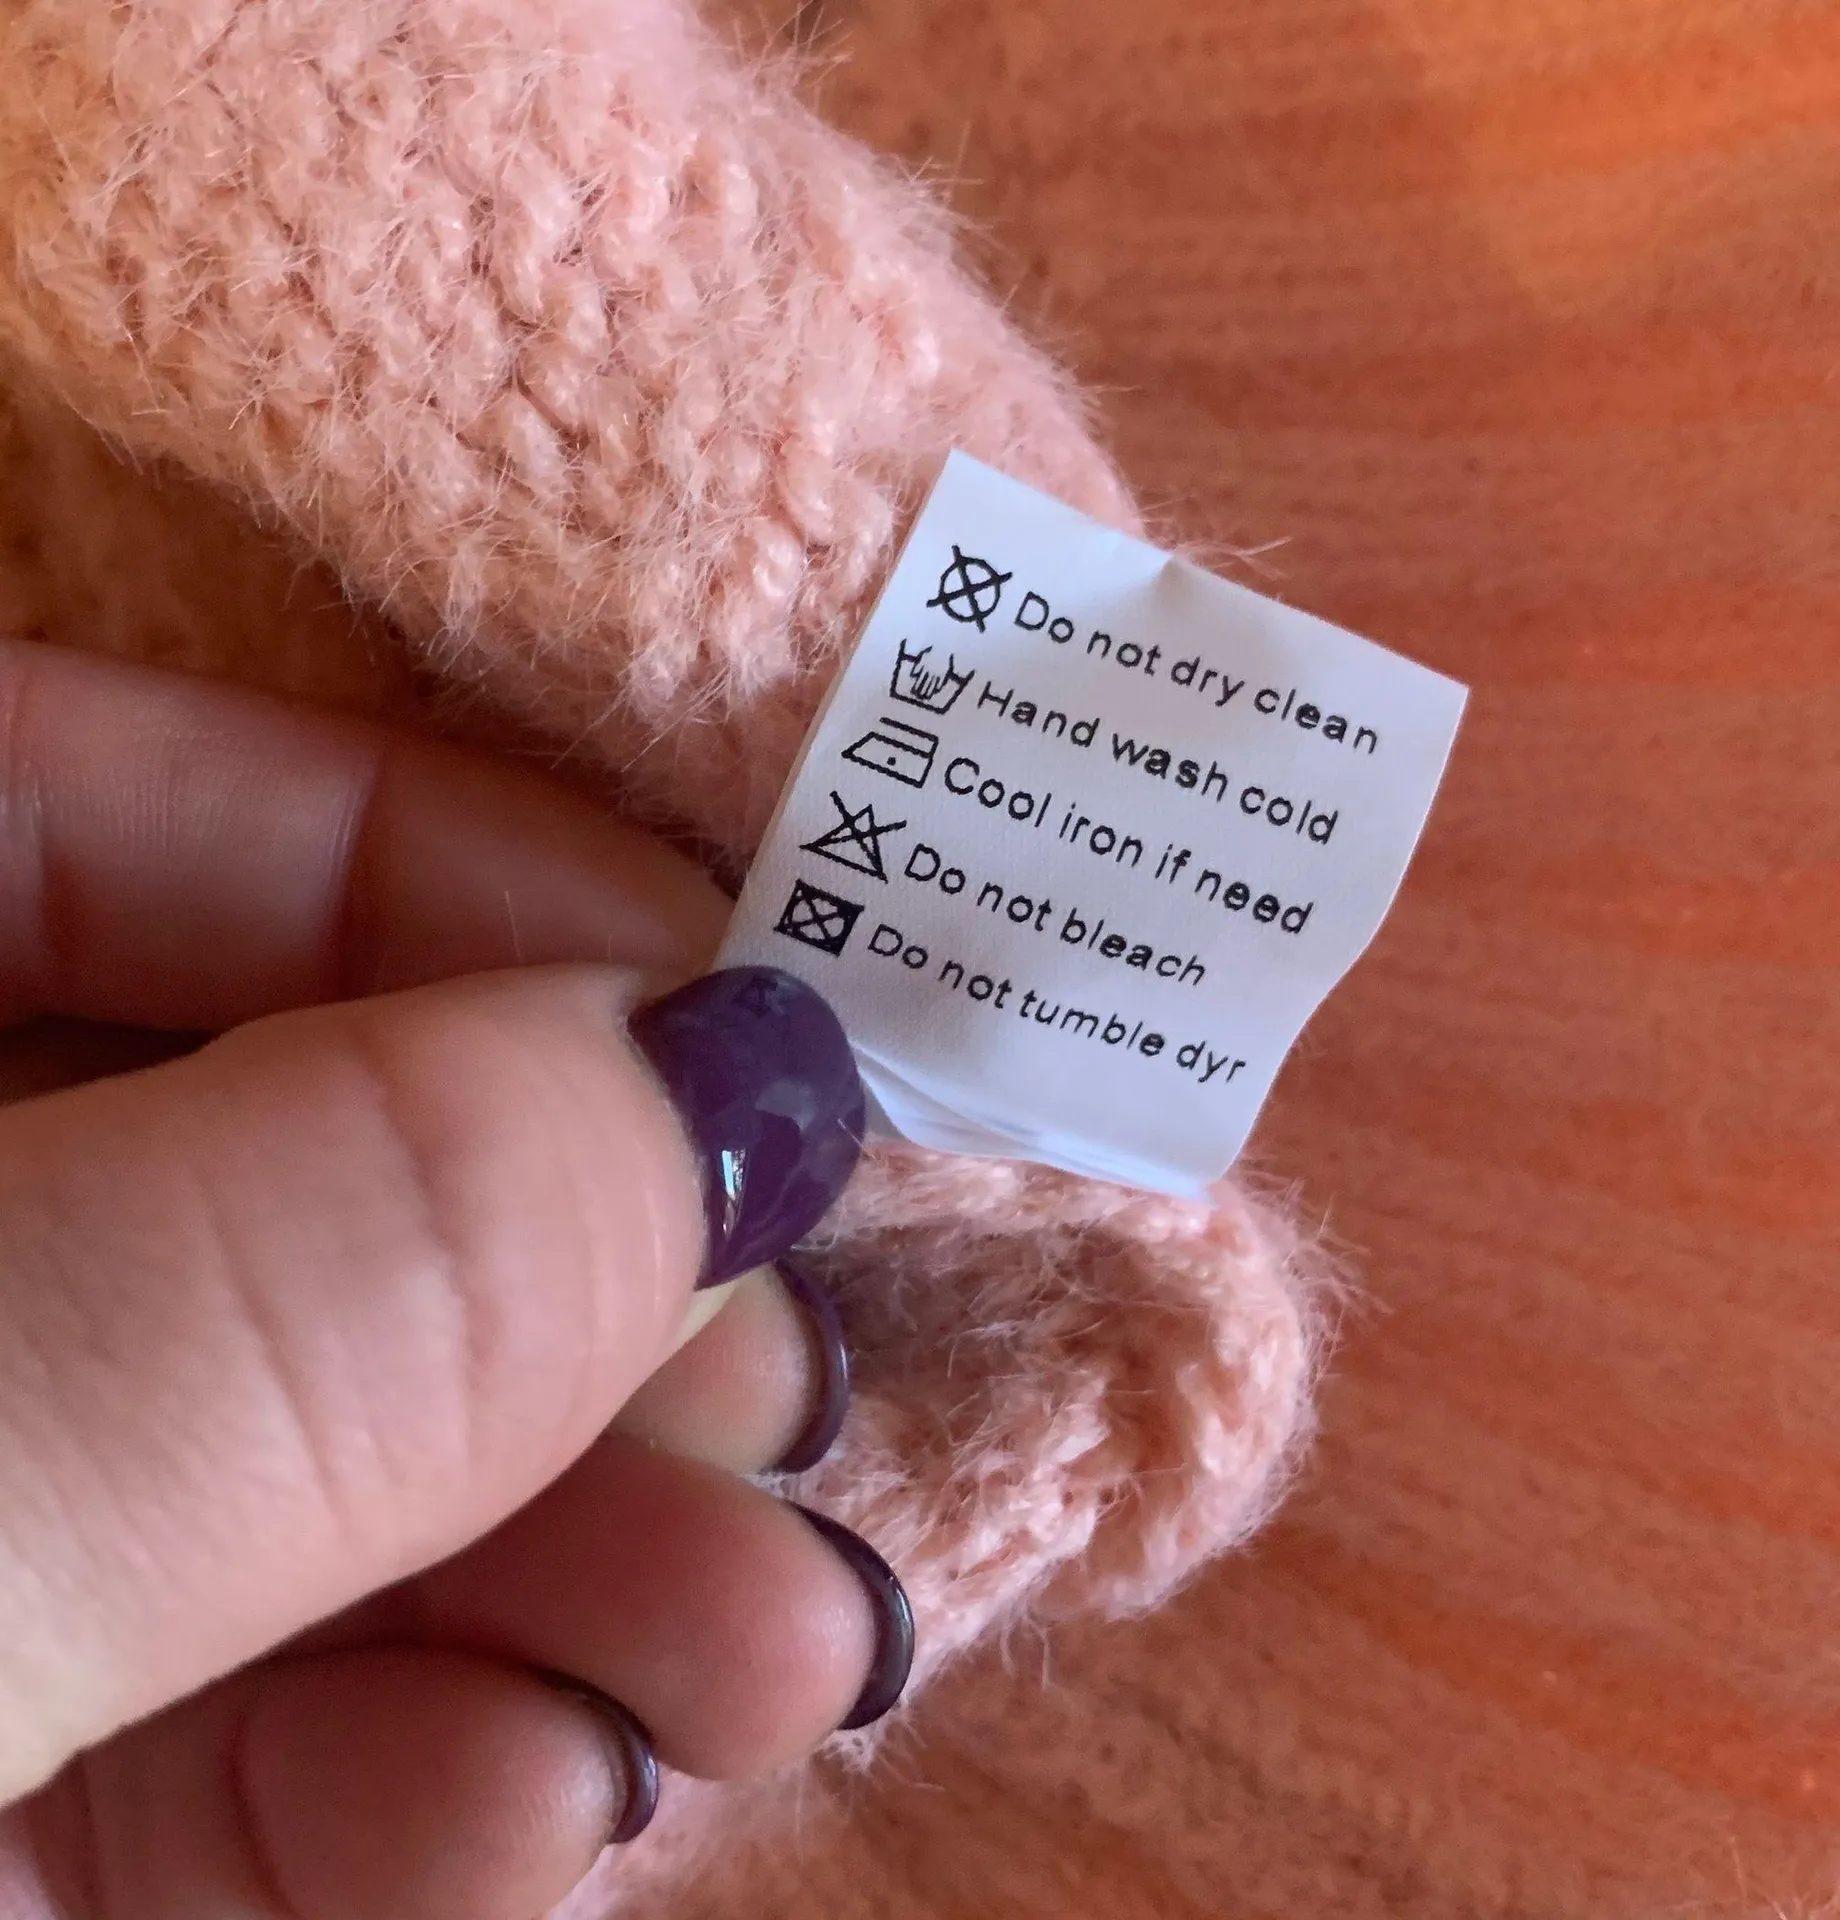 Do not dry clean
Hand wash cold
Cool iron if need
Do not bleach
Do not tumble dyr